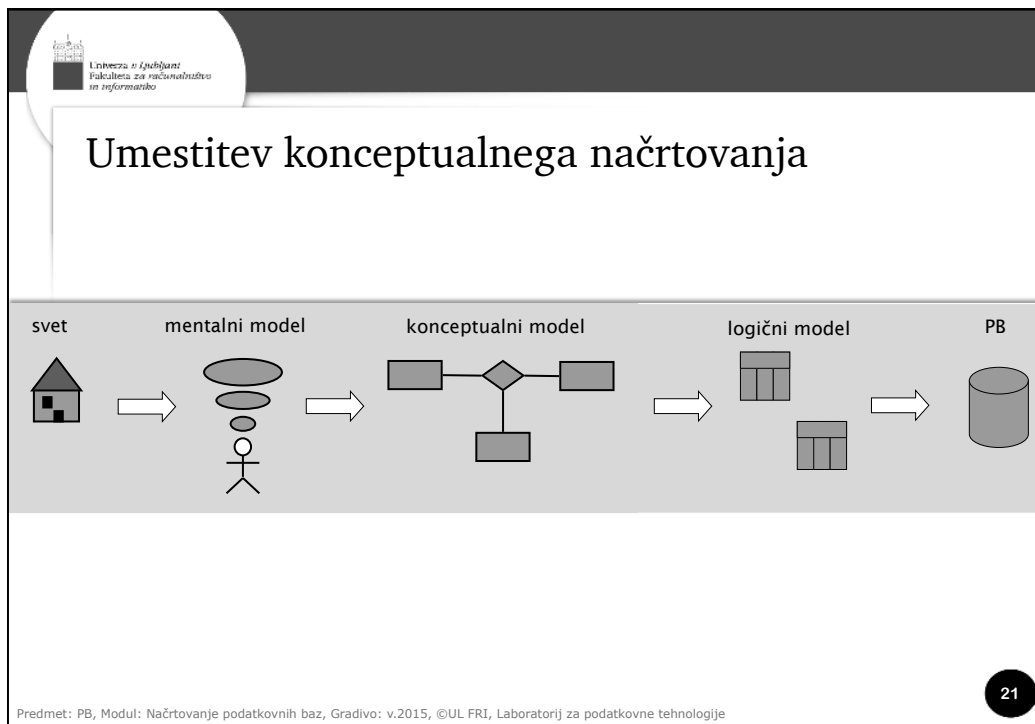 Univerza v Ljubljani
Fakulteta za računalništvo
in informatiko
Umestitev konceptualnega načrtovanja
svet
mentalni model
konceptualni model
logični model
PB
21
Predmet: PB, Modul: Načrtovanje podatkovnih baz, Gradivo: v.2015, ©UL FRI, Laboratorij za podatkovne tehnologije